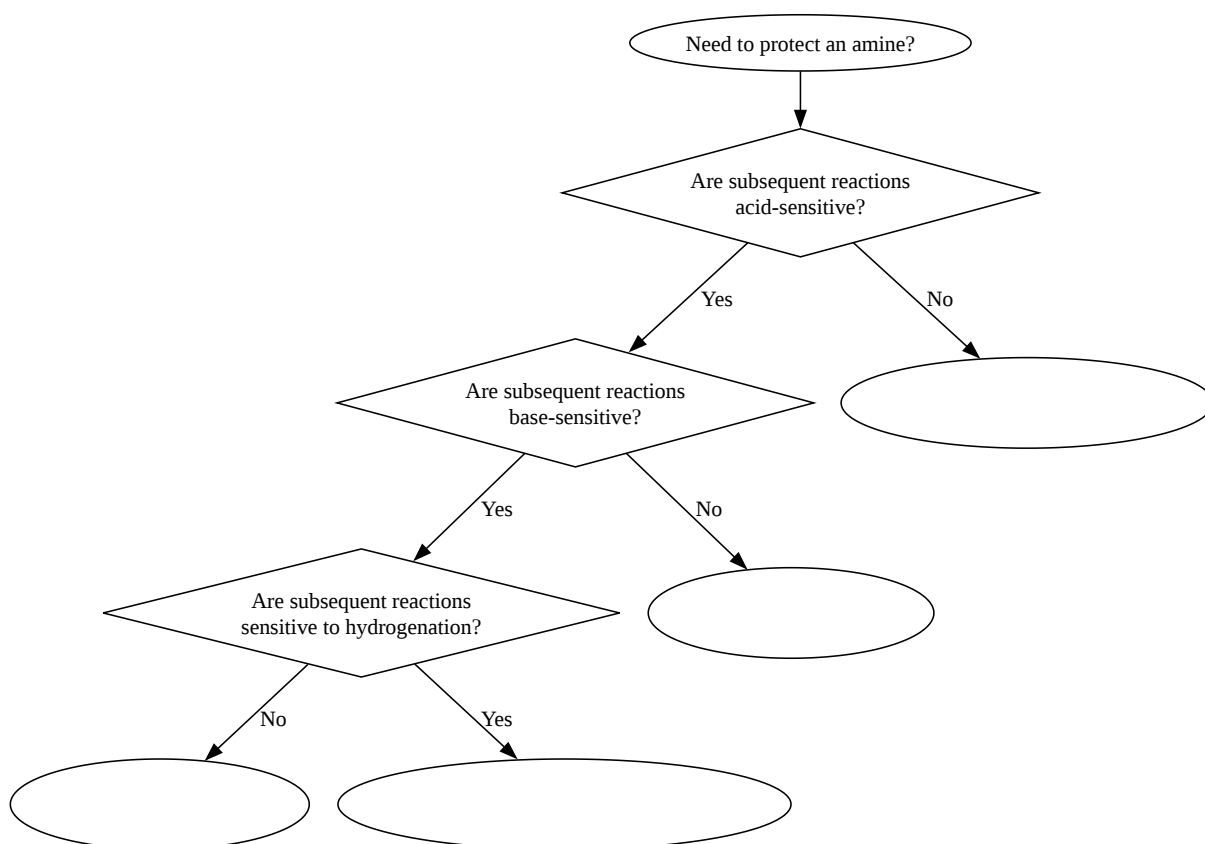 Need to protect an amine?
Are subsequent reactions
acid-sensitive?
Yes
No
Are subsequent reactions
base-sensitive?
Yes
No
Are subsequent reactions
sensitive to hydrogenation?
No
Yes